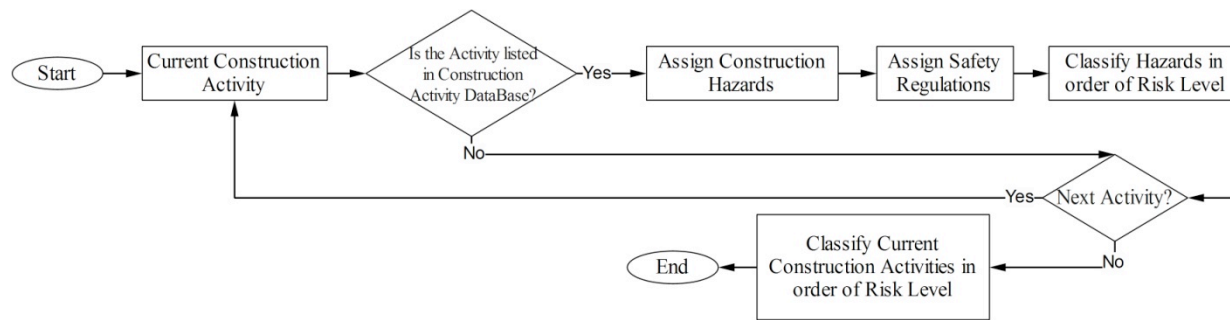 Start
Current Construction
Activity
Is the Activity listed
in Construction
Activity DataBase?
Yes
Assign Construction
Hazards
Assign Safety
Regulations
Classify Hazards in
order of Risk Level
No
Yes
Next Activity?
No
Classify Current
Construction Activities in
order of Risk Level
End